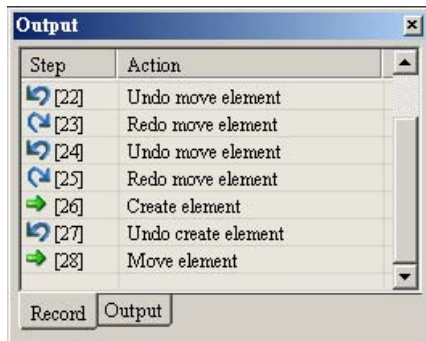 Output
Step Action
[22] Undo move element
[23] Redo move element
[24] Undo move element
[25] Redo move element
[26] Create element
[27] Undo create element
[28] Move element
Record Output